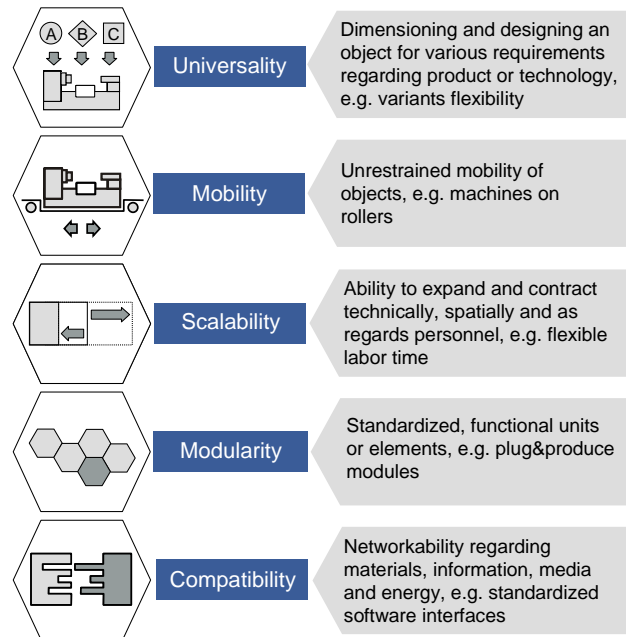 A B C
Universality
Dimensioning and designing an
object for various requirements
regarding product or technology,
e.g. variants flexibility
Mobility
Unrestrained mobility of
objects, e.g. machines on
rollers
Scalability
Ability to expand and contract
technically, spatially and as
regards personnel, e.g. flexible
labor time
Modularity
Standardized, functional units
or elements, e.g. plug&produce
modules
Compatibility
Networkability regarding
materials, information, media
and energy, e.g. standardized
software interfaces